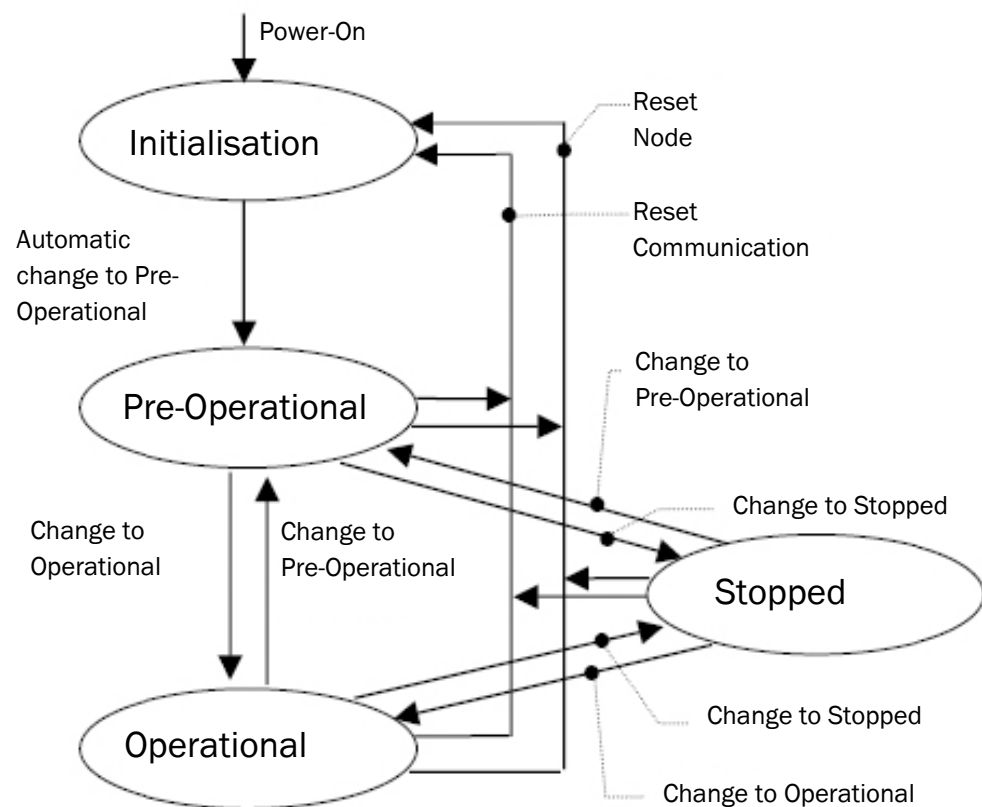 Power-On
Initialisation
Reset
Node
Reset
Communication
Automatic
change to Pre-
Operational
Pre-Operational
Change to
Pre-Operational
Change to Stopped
Change to
Operational
Change to
Pre-Operational
Stopped
Operational
Change to Stopped
Change to Operational